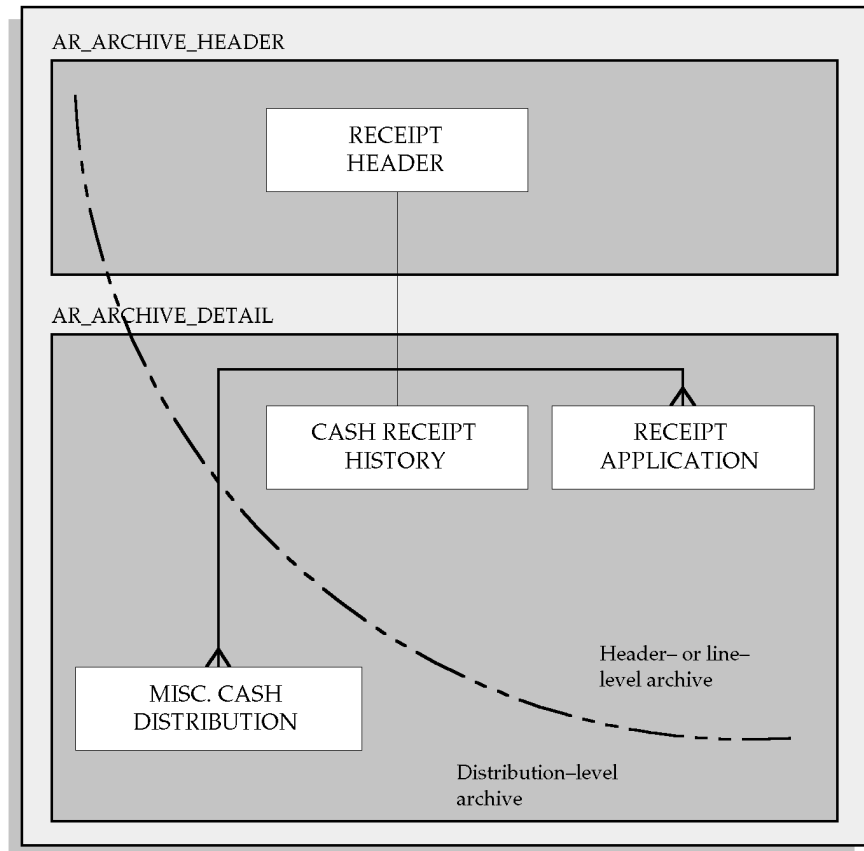 AR_ARCHIVE_HEADER
RECEIPT
HEADER
AR_ARCHIVE_DETAIL
CASH RECEIPT
HISTORY
RECEIPT
APPLICATION
Header– or line–
level archive
MISC. CASH
DISTRIBUTION
Distribution–level
archive